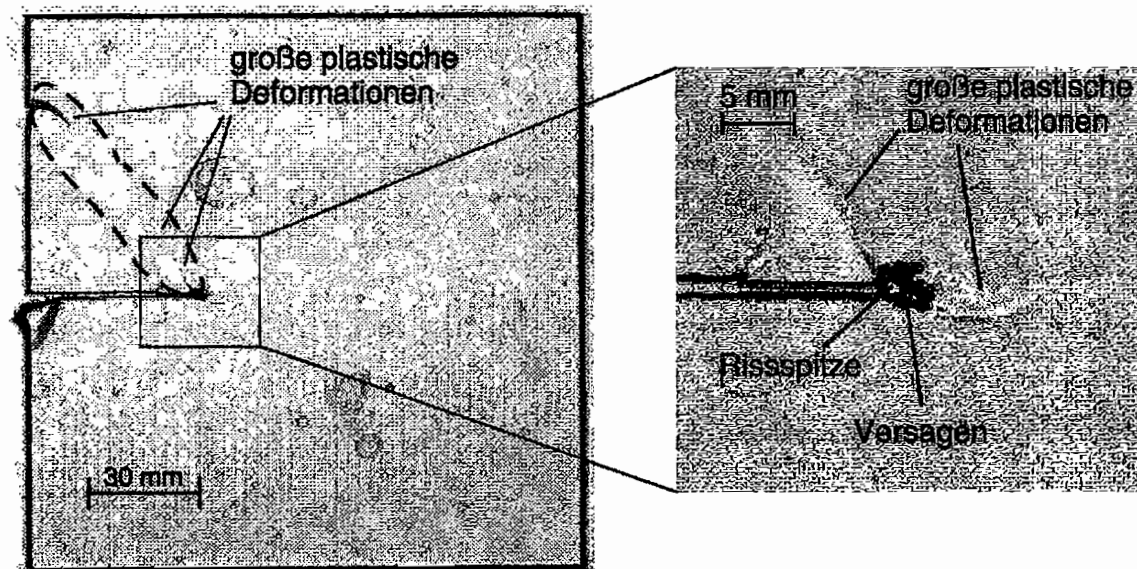 große plastische
Deformationen
30 mm
5 mm
große plastische
Deformationen
Rissspitze
Versagen